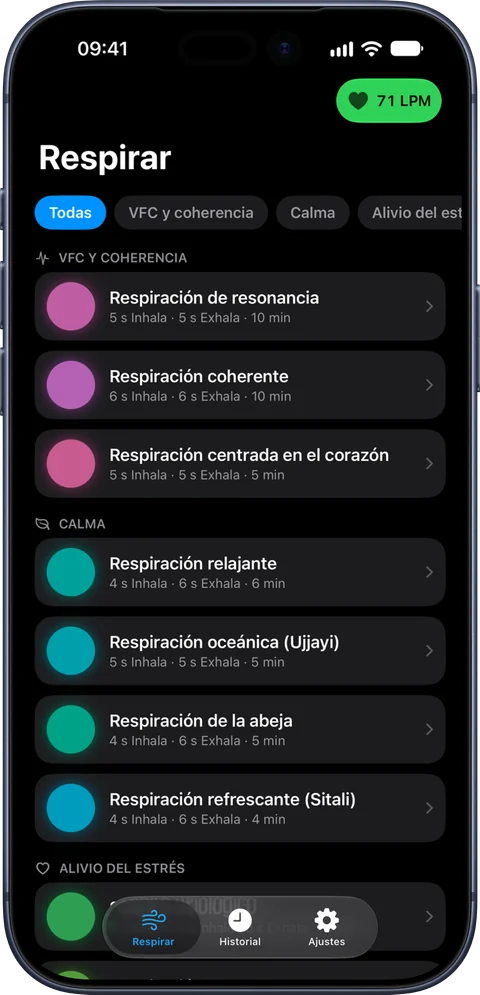 09:41
71 LPM
Respirar
Todas
VFC y coherencia
Calma
Alivio del est
VFC Y COHERENCIA
Respiración de resonancia
5 s Inhala · 5 s Exhala · 10 min
Respiración coherente
6 s Inhala · 6 s Exhala · 10 min
Respiración centrada en el corazón
5 s Inhala · 5 s Exhala · 5 min
CALMA
Respiración relajante
4 s Inhala · 6 s Exhala · 6 min
Respiración oceánica (Ujjayi)
5 s Inhala · 5 s Exhala · 5 min
Respiración de la abeja
4 s Inhala · 6 s Exhala · 5 min
Respiración refrescante (Sitali)
4 s Inhala · 6 s Exhala · 4 min
ALIVIO DEL ESTRÉS
Respirar
Historial
Ajustes